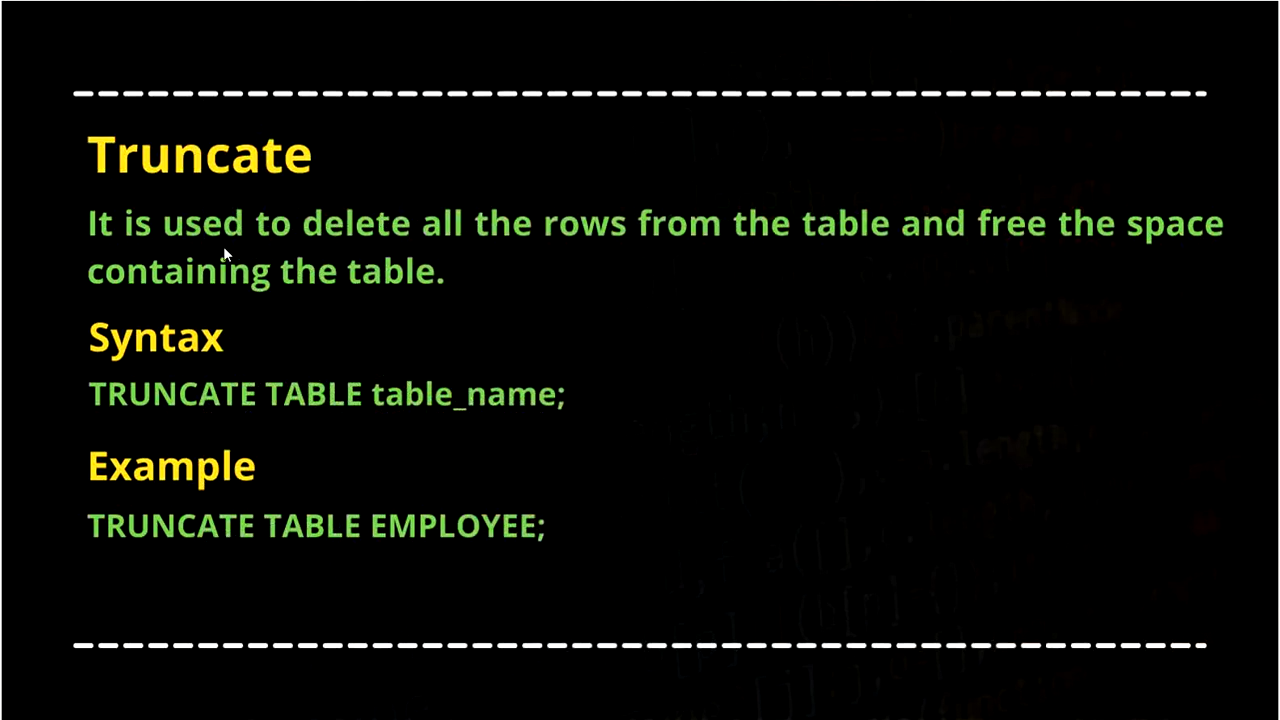 Truncate
It is used to delete all the rows from the table and free the space
containing the table.
Syntax
TRUNCATE TABLE table_name;
Example
TRUNCATE TABLE EMPLOYEE;